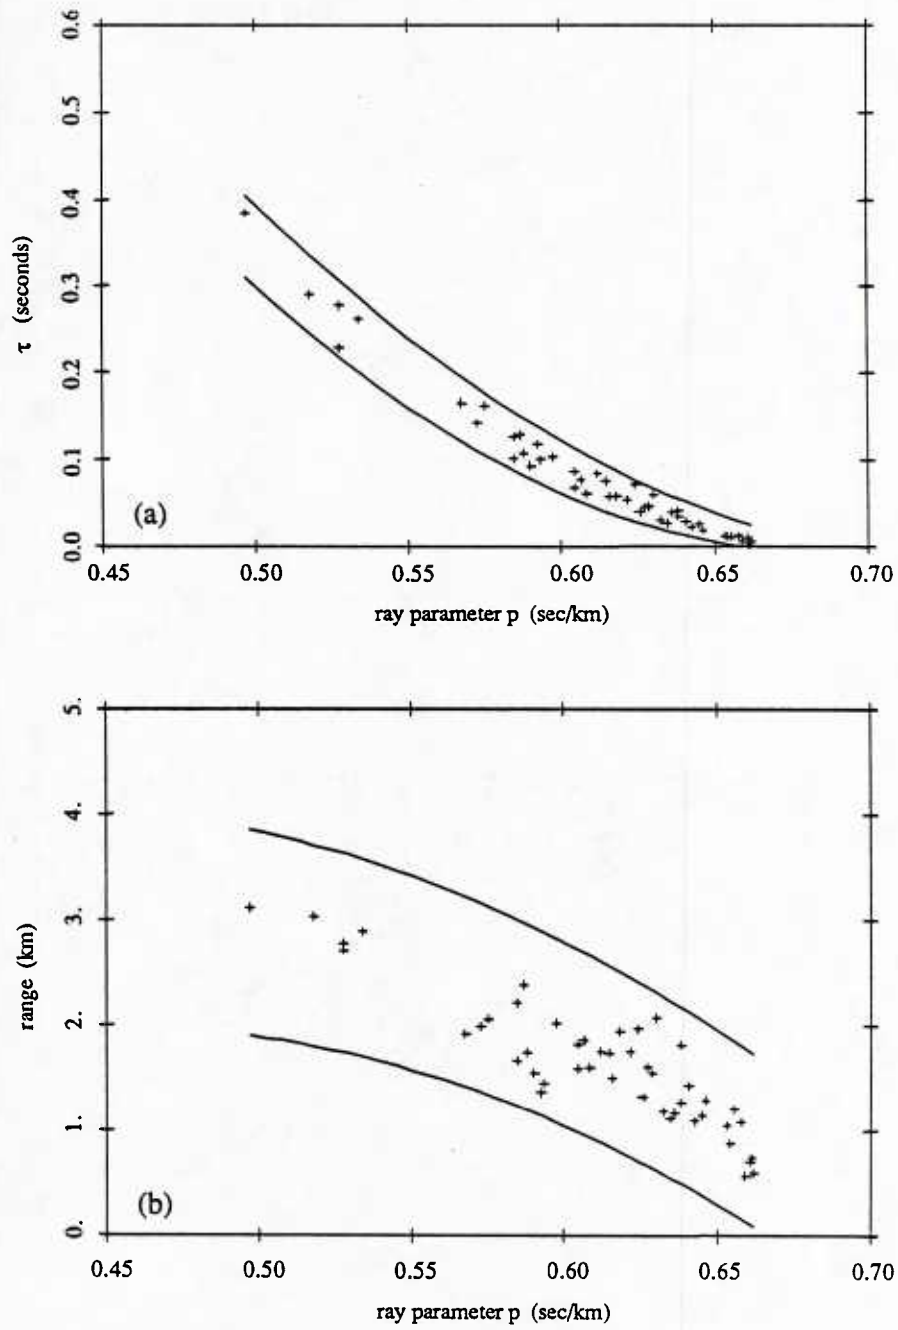 0.6
0.5
0.4
0.3
0.2
0.1
0.0
τ (seconds)
(a)
0.45 0.50 0.55 0.60 0.65 0.70
ray parameter p (sec/km)
5.
4.
3.
2.
1.
0.
range (km)
(b)
0.45 0.50 0.55 0.60 0.65 0.70
ray parameter p (sec/km)